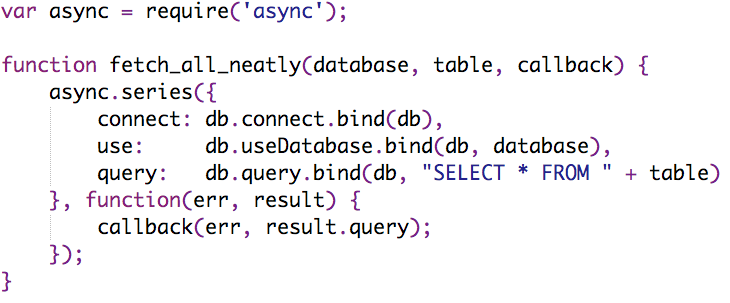 var async = require('async');

function fetch_all_neatly(database, table, callback) {
    async.series({
        connect: db.connect.bind(db),
        use:     db.useDatabase.bind(db, database),
        query:   db.query.bind(db, "SELECT * FROM " + table)
    }, function(err, result) {
        callback(err, result.query);
    });
}